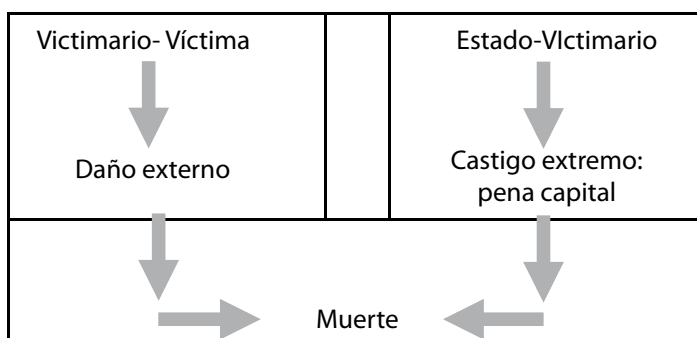 Victimario- Víctima
Estado-VIctimario
Daño externo
Castigo extremo:
pena capital
Muerte